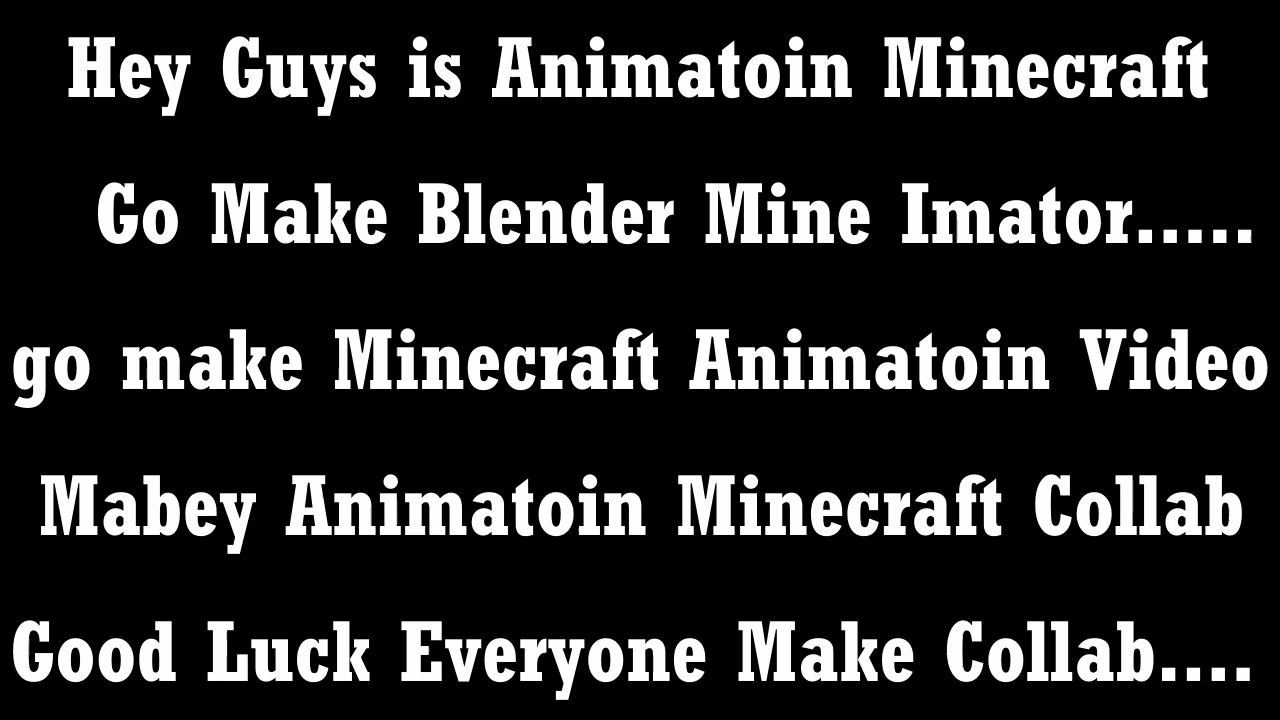 Hey Guys is Animatoin Minecraft
Go Make Blender Mine Imator.....
go make Minecraft Animatoin Video
Mabey Animatoin Minecraft Collab
Good Luck Everyone Make Collab....